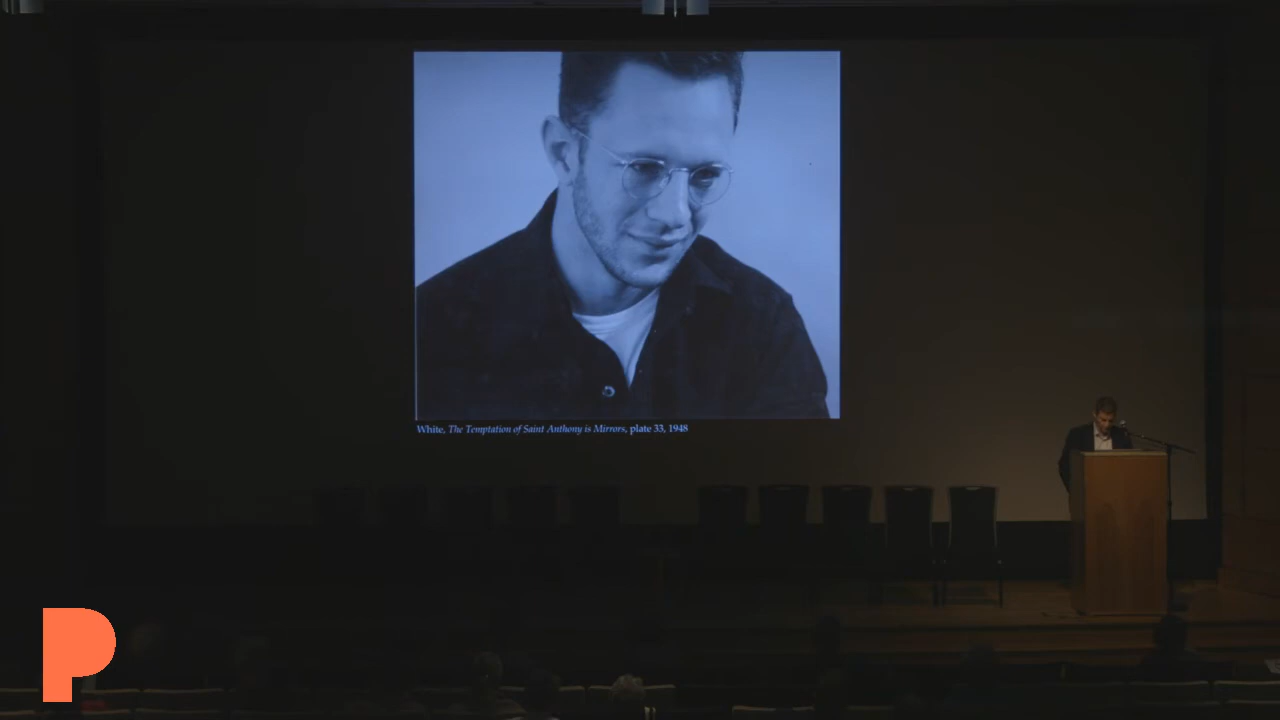 White, The Temptation of Saint Anthony is Mirrors, plate 33, 1948
P